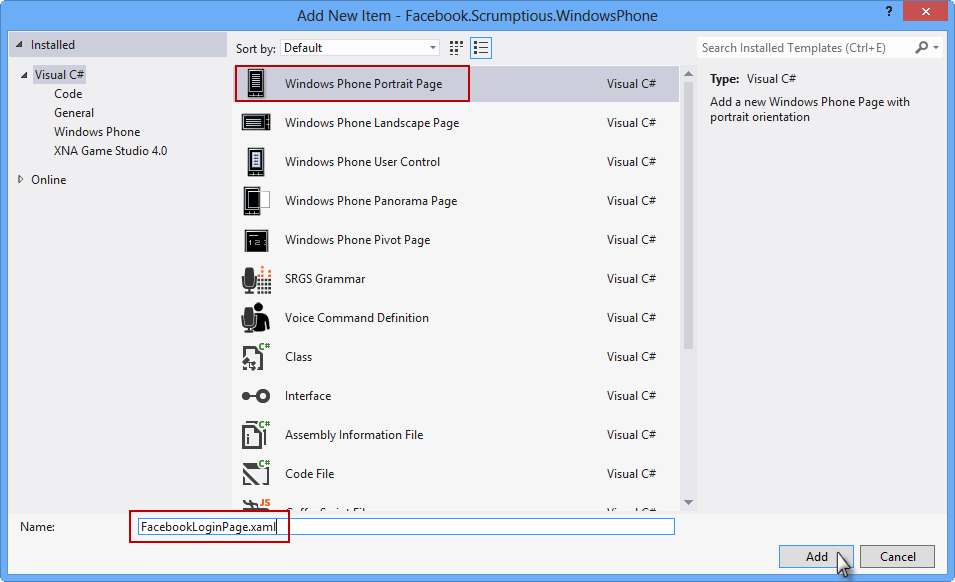 Add New Item - Facebook.Scrumptious.WindowsPhone
?
Installed
Sort by: Default
Search Installed Templates (Ctrl+E)
Visual C#
Code
General
Windows Phone
XNA Game Studio 4.0
Online
Windows Phone Portrait Page Visual C#
Windows Phone Landscape Page Visual C#
Windows Phone User Control Visual C#
Windows Phone Panorama Page Visual C#
Windows Phone Pivot Page Visual C#
SRGS Grammar Visual C#
Voice Command Definition Visual C#
C#
Class Visual C#
Interface Visual C#
C#
Assembly Information File Visual C#
C#
Code File Visual C#
JS
Type: Visual C#
Add a new Windows Phone Page with
portrait orientation
Name: FacebookLoginPage.xaml
Add Cancel